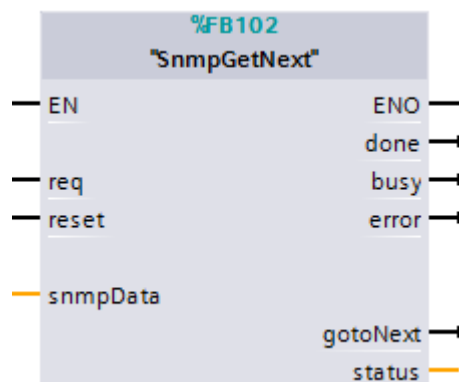 %FB102
"SnmpGetNext"
EN ENO
done
req busy
reset error
snmpData
gotoNext
status